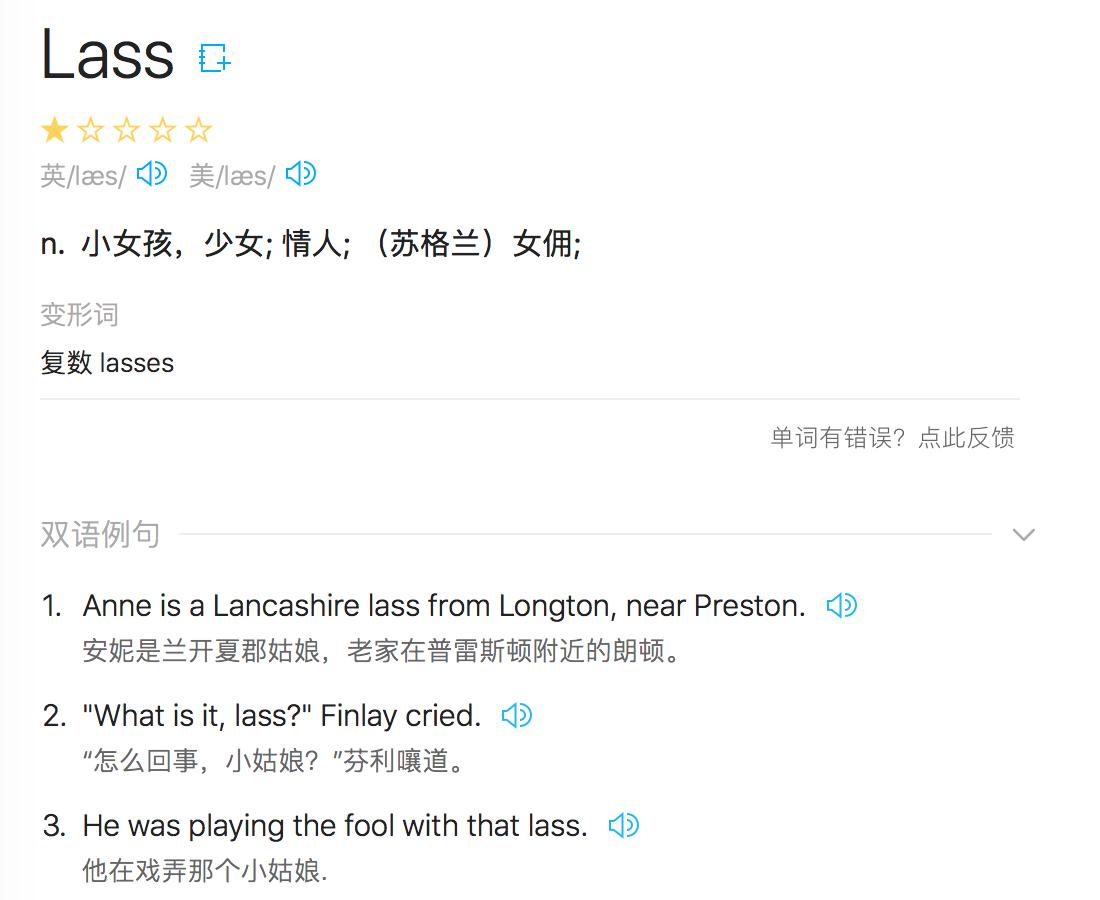 Lass
英/læs/ 美/læs/
n. 小女孩，少女; 情人; （苏格兰）女佣;
变形词
复数 lasses
单词有错误？点此反馈
双语例句
1. Anne is a Lancashire lass from Longton, near Preston.
安妮是兰开夏郡姑娘，老家在普雷斯顿附近的朗顿。
2. "What is it, lass?" Finlay cried.
“怎么回事，小姑娘？”芬利嚷道。
3. He was playing the fool with that lass.
他在戏弄那个小姑娘.